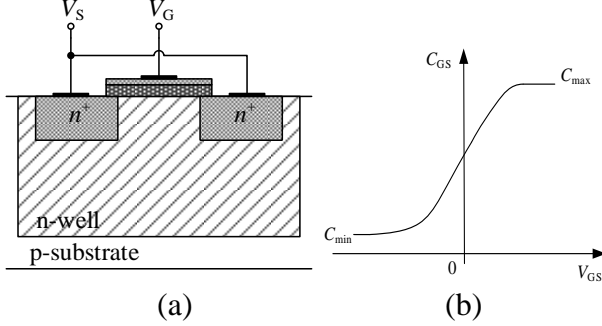 V_S V_G
n⁺ n⁺
n-well
p-substrate
(a)
C_GS
C_max
C_min
0
V_GS
(b)